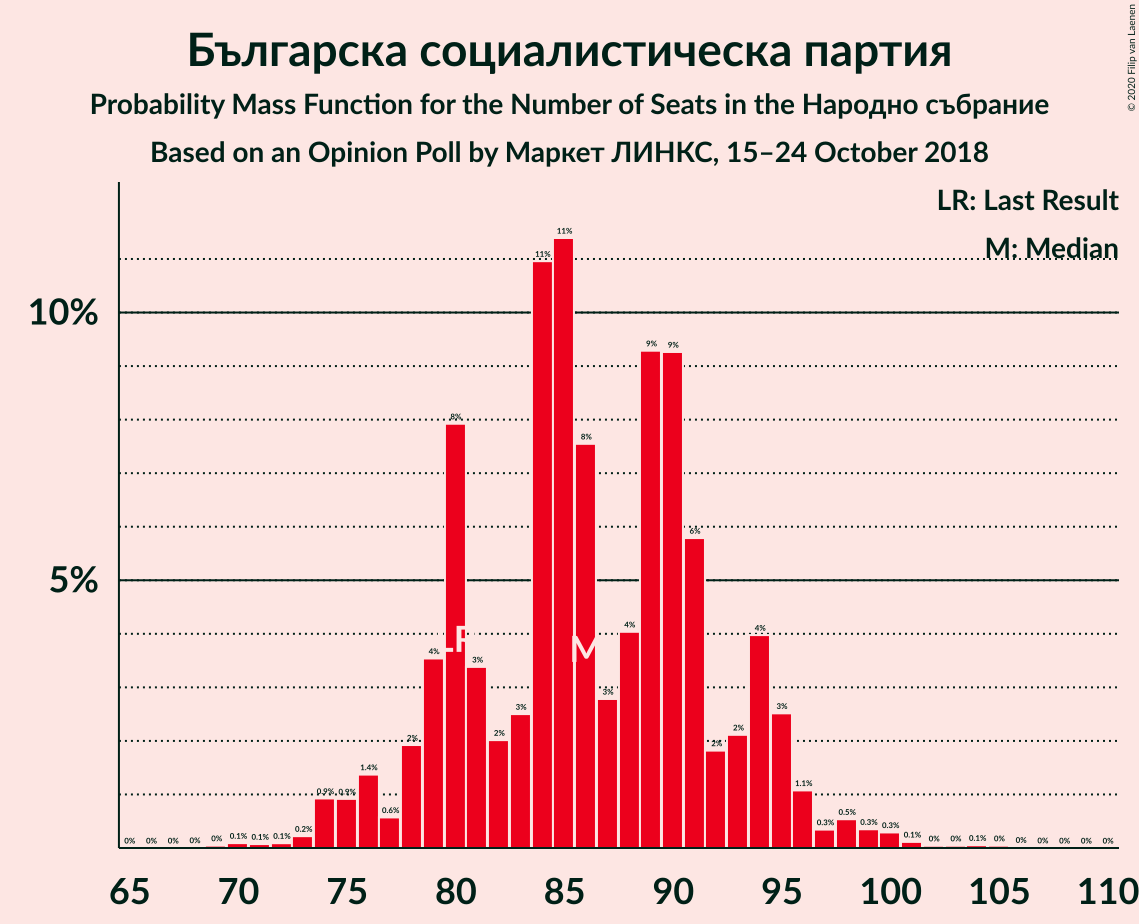 Българска социалистическа партия
Probability Mass Function for the Number of Seats in the Народно събрание
Based on an Opinion Poll by Маркет ЛИНКС, 15–24 October 2018
© 2020 Filip van Laenen
LR: Last Result
M: Median
10%
5%
0% 0% 0% 0% 0% 0.1% 0.1% 0.1% 0.2% 0.9% 0.9% 1.4% 0.6% 2% 4% 8% 3% 2% 3% 11% 11% 8% 3% 4% 9% 9% 6% 2% 2% 4% 3% 1.1% 0.3% 0.5% 0.3% 0.3% 0.1% 0% 0% 0.1% 0% 0% 0% 0% 0% 0%
LR M
65 70 75 80 85 90 95 100 105 110